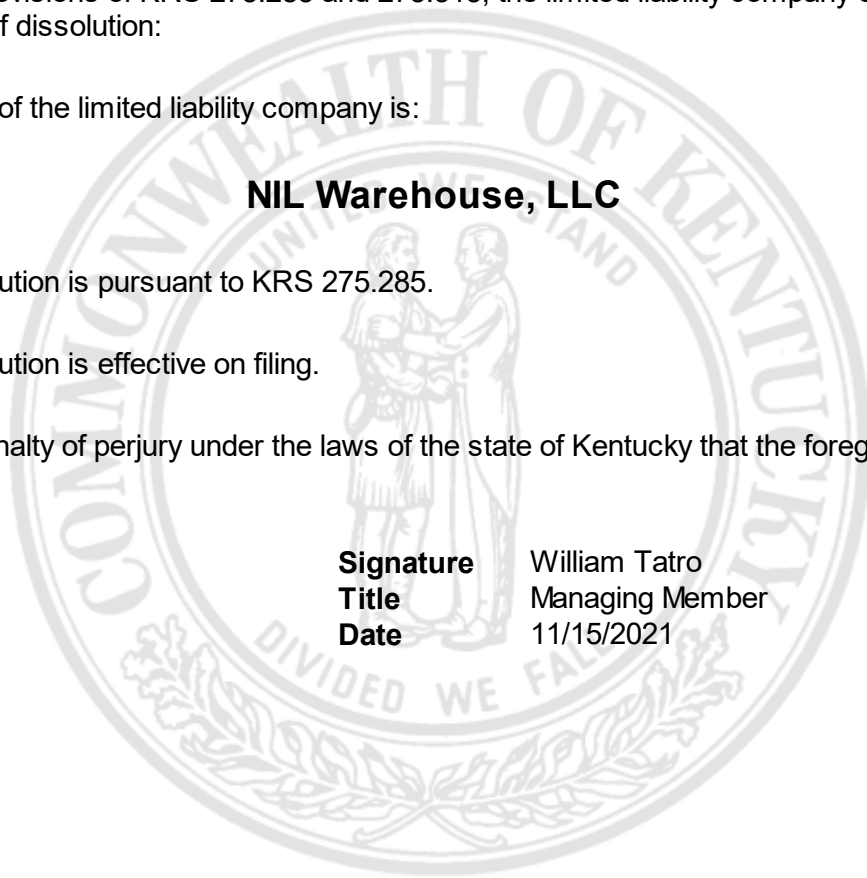 of dissolution:
of the limited liability company is:
NIL Warehouse, LLC
ution is pursuant to KRS 275.285.
ution is effective on filing.
nalty of perjury under the laws of the state of Kentucky that the foreg
Signature William Tatro
Title Managing Member
Date 11/15/2021
COMMONWEALTH OF KENTUCKY
UNITED WE STAND
DIVIDED WE FALL